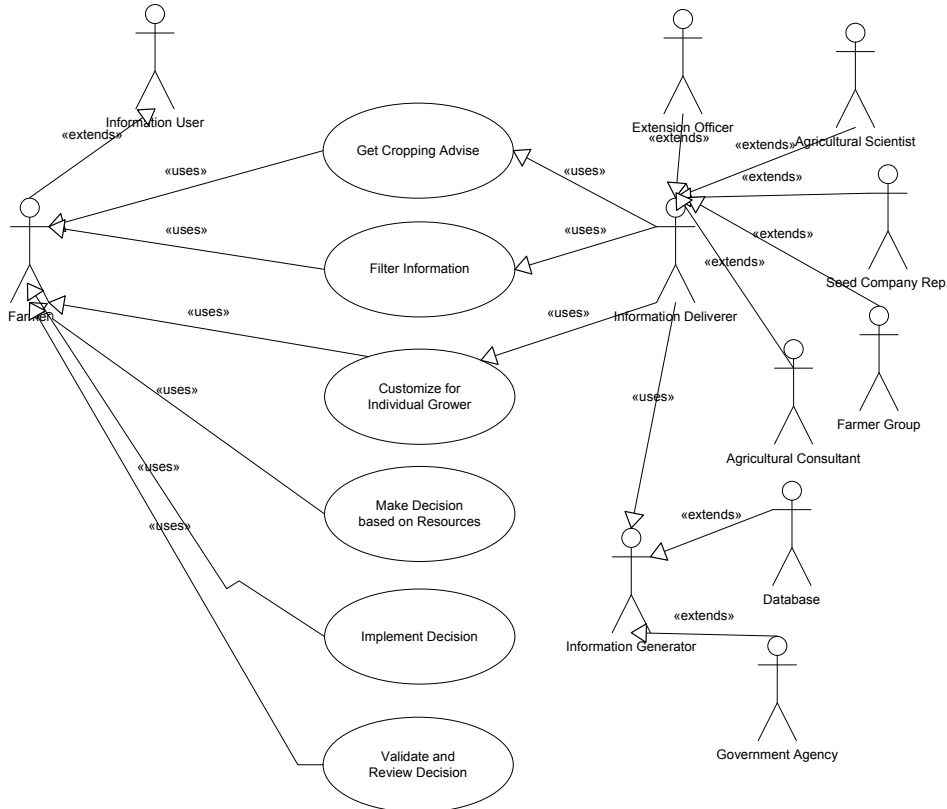 Information User
«extends»
Extension Officer
«extends»
Agricultural Scientist
«extends»
«extends»
Get Cropping Advise
«uses»
«uses»
Seed Company Rep.
«extends»
«extends»
Filter Information
«uses»
«uses»
Farmer
Information Deliverer
«uses»
«uses»
Customize for
Individual Grower
«uses»
«uses»
Farmer Group
Agricultural Consultant
«uses»
Make Decision
based on Resources
«uses»
«extends»
Database
Implement Decision
«extends»
Information Generator
Government Agency
Validate and
Review Decision